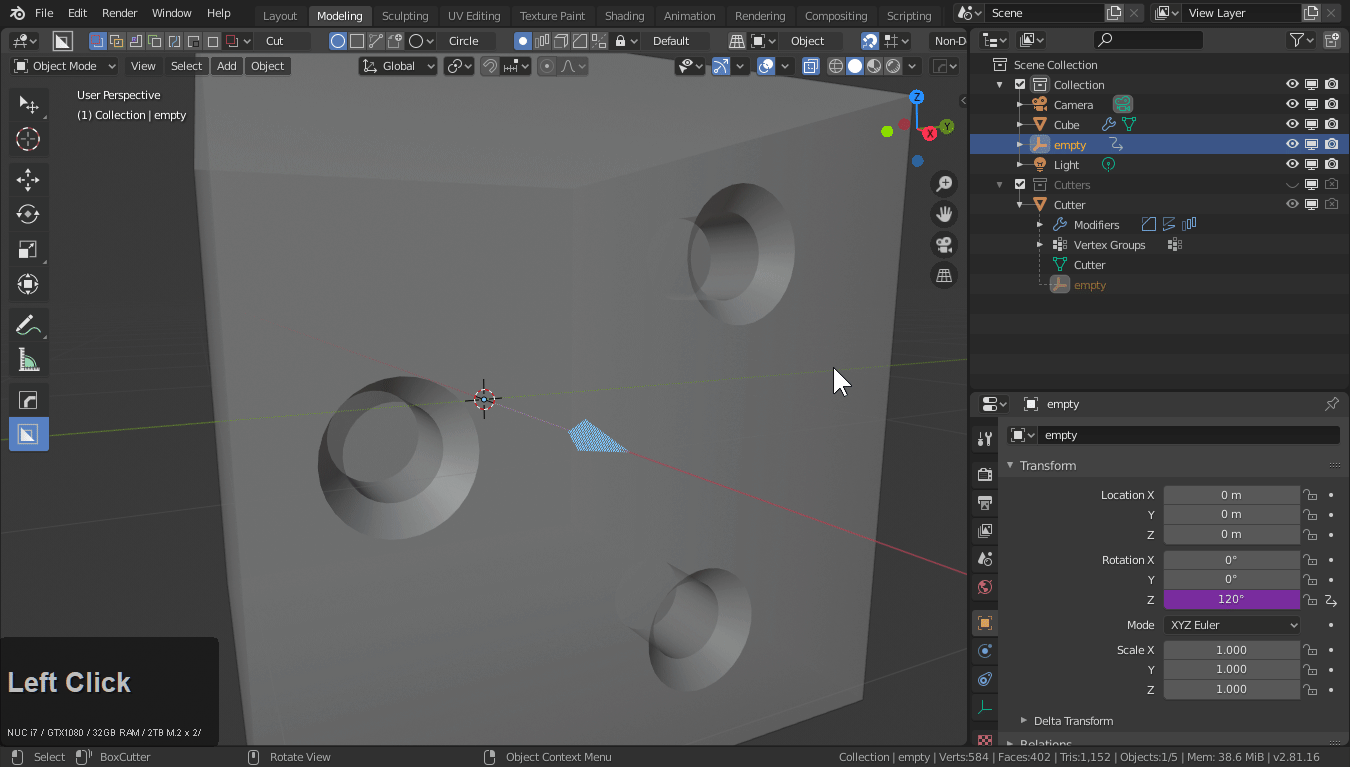 File Edit Render Window Help Layout Modeling Sculpting UV Editing Texture Paint Shading Animation Rendering Compositing Scripting Scene View Layer
Cut Circle Default Object Non-D
Object Mode View Select Add Object Global
User Perspective
(1) Collection | empty
Z
Y
X
Scene Collection
Collection
Camera
Cube
empty
Light
Cutters
Cutter
Modifiers
Vertex Groups
Cutter
empty
empty
empty
Transform
Location X 0 m
Y 0 m
Z 0 m
Rotation X 0°
Y 0°
Z 120°
Mode XYZ Euler
Scale X 1.000
Y 1.000
Z 1.000
Delta Transform
Relations
Left Click
NUC i7 / GTX1080 / 32GB RAM / 2TB M.2 x 2/
Select BoxCutter Rotate View Object Context Menu Collection | empty | Verts:584 | Faces:402 | Tris:1,152 | Objects:1/5 | Mem: 38.6 MiB | v2.81.16